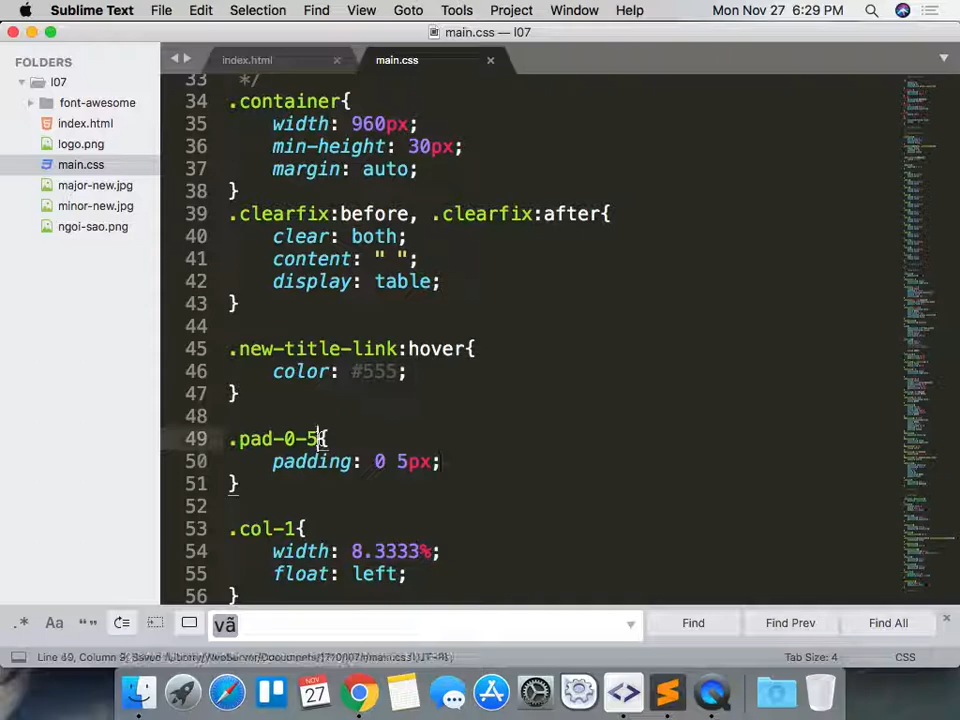 Sublime Text File Edit Selection Find View Goto Tools Project Window Help Mon Nov 27 6:29 PM
main.css — l07
FOLDERS
l07
font-awesome
index.html
logo.png
main.css
major-new.jpg
minor-new.jpg
ngoi-sao.png
index.html × main.css ×
33 */
34 .container{
35 width: 960px;
36 min-height: 30px;
37 margin: auto;
38 }
39 .clearfix:before, .clearfix:after{
40 clear: both;
41 content: " ";
42 display: table;
43 }
44
45 .new-title-link:hover{
46 color: #555;
47 }
48
49 .pad-0-5{
50 padding: 0 5px;
51 }
52
53 .col-1{
54 width: 8.3333%;
55 float: left;
56 }
.* Aa “” vã Find Find Prev Find All ×
Tab Size: 4 CSS
NOV
27